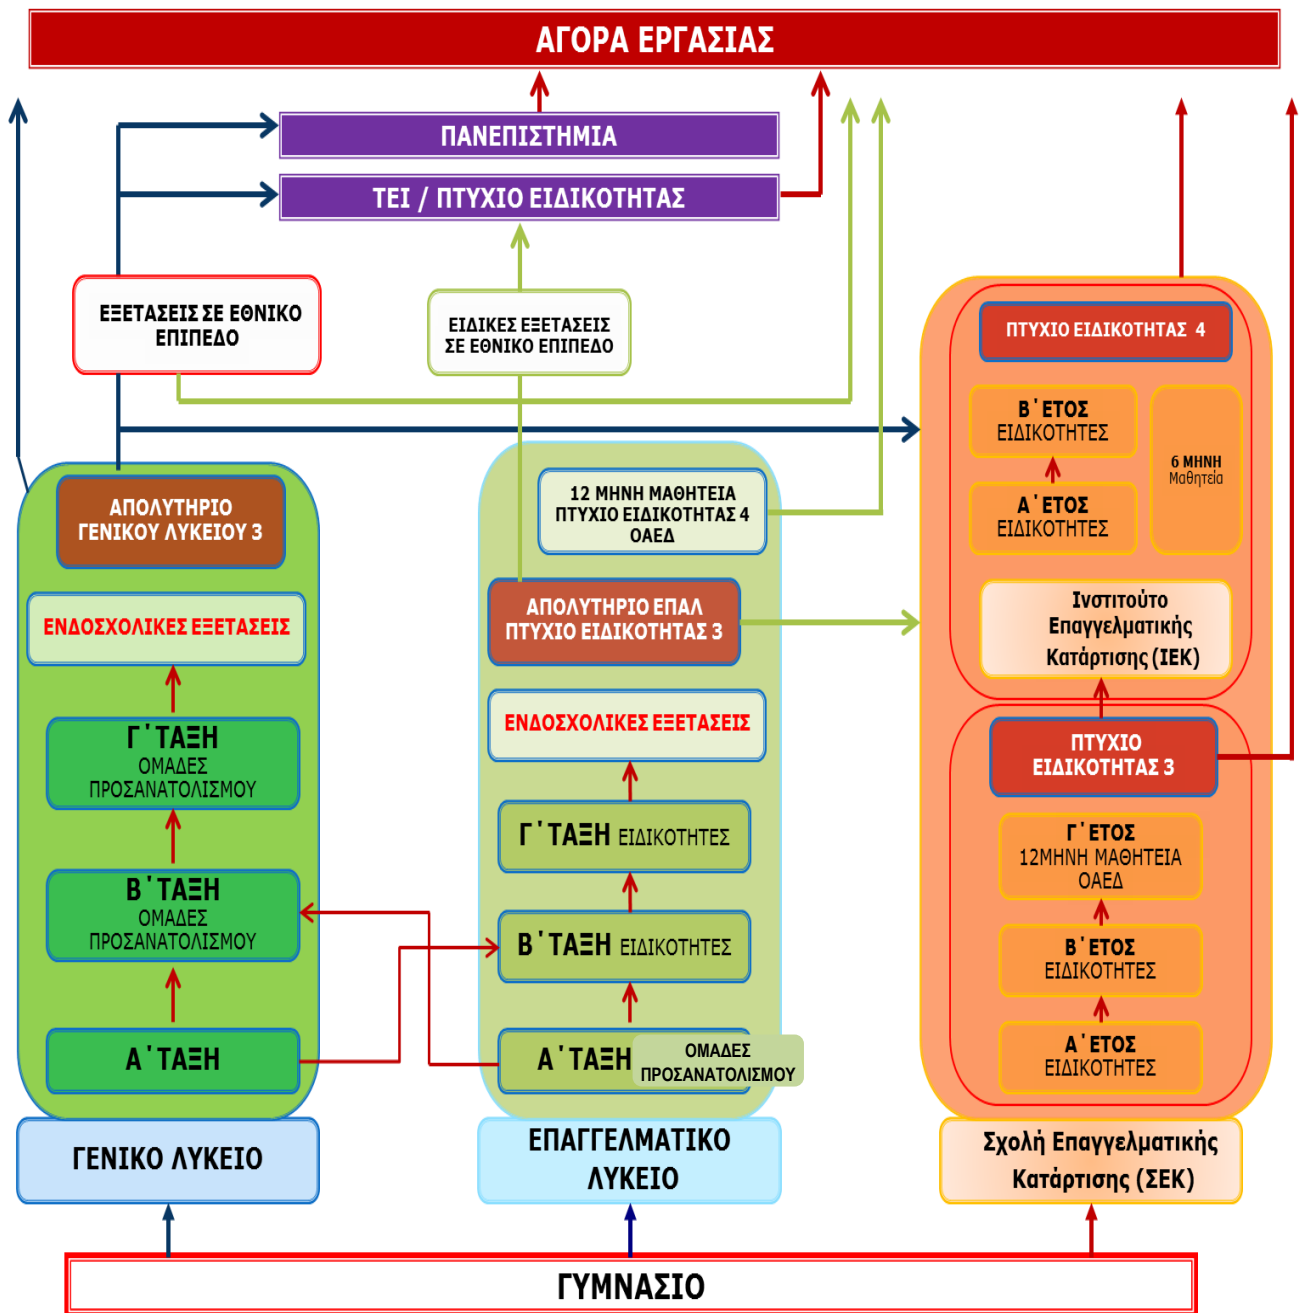 ΑΓΟΡΑ ΕΡΓΑΣΙΑΣ
ΠΑΝΕΠΙΣΤΗΜΙΑ
ΤΕΙ / ΠΤΥΧΙΟ ΕΙΔΙΚΟΤΗΤΑΣ
ΕΞΕΤΑΣΕΙΣ ΣΕ ΕΘΝΙΚΟ
ΕΠΙΠΕΔΟ
ΕΙΔΙΚΕΣ ΕΞΕΤΑΣΕΙΣ
ΣΕ ΕΘΝΙΚΟ ΕΠΙΠΕΔΟ
ΑΠΟΛΥΤΗΡΙΟ
ΓΕΝΙΚΟΥ ΛΥΚΕΙΟΥ 3
ΕΝΔΟΣΧΟΛΙΚΕΣ ΕΞΕΤΑΣΕΙΣ
Γ΄ΤΑΞΗ
ΟΜΑΔΕΣ
ΠΡΟΣΑΝΑΤΟΛΙΣΜΟΥ
Β΄ΤΑΞΗ
ΟΜΑΔΕΣ
ΠΡΟΣΑΝΑΤΟΛΙΣΜΟΥ
Α΄ΤΑΞΗ
ΓΕΝΙΚΟ ΛΥΚΕΙΟ
12 ΜΗΝΗ ΜΑΘΗΤΕΙΑ
ΠΤΥΧΙΟ ΕΙΔΙΚΟΤΗΤΑΣ 4
ΟΑΕΔ
ΑΠΟΛΥΤΗΡΙΟ ΕΠΑΛ
ΠΤΥΧΙΟ ΕΙΔΙΚΟΤΗΤΑΣ 3
ΕΝΔΟΣΧΟΛΙΚΕΣ ΕΞΕΤΑΣΕΙΣ
Γ΄ΤΑΞΗ ΕΙΔΙΚΟΤΗΤΕΣ
Β΄ΤΑΞΗ ΕΙΔΙΚΟΤΗΤΕΣ
Α΄ΤΑΞΗ
ΟΜΑΔΕΣ
ΠΡΟΣΑΝΑΤΟΛΙΣΜΟΥ
ΕΠΑΓΓΕΛΜΑΤΙΚΟ
ΛΥΚΕΙΟ
ΠΤΥΧΙΟ ΕΙΔΙΚΟΤΗΤΑΣ 4
Β΄ΕΤΟΣ
ΕΙΔΙΚΟΤΗΤΕΣ
6 ΜΗΝΗ
Μαθητεία
Α΄ΕΤΟΣ
ΕΙΔΙΚΟΤΗΤΕΣ
Ινστιτούτο
Επαγγελματικής
Κατάρτισης (ΙΕΚ)
ΠΤΥΧΙΟ
ΕΙΔΙΚΟΤΗΤΑΣ 3
Γ΄ΕΤΟΣ
12ΜΗΝΗ ΜΑΘΗΤΕΙΑ
ΟΑΕΔ
Β΄ΕΤΟΣ
ΕΙΔΙΚΟΤΗΤΕΣ
Α΄ΕΤΟΣ
ΕΙΔΙΚΟΤΗΤΕΣ
Σχολή Επαγγελματικής
Κατάρτισης (ΣΕΚ)
ΓΥΜΝΑΣΙΟ